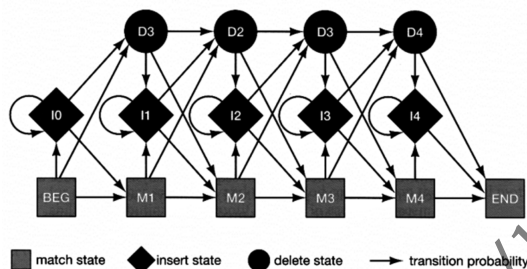 D3 D2 D3 D4
I0 I1 I2 I3 I4
BEG M1 M2 M3 M4 END
match state insert state delete state transition probability